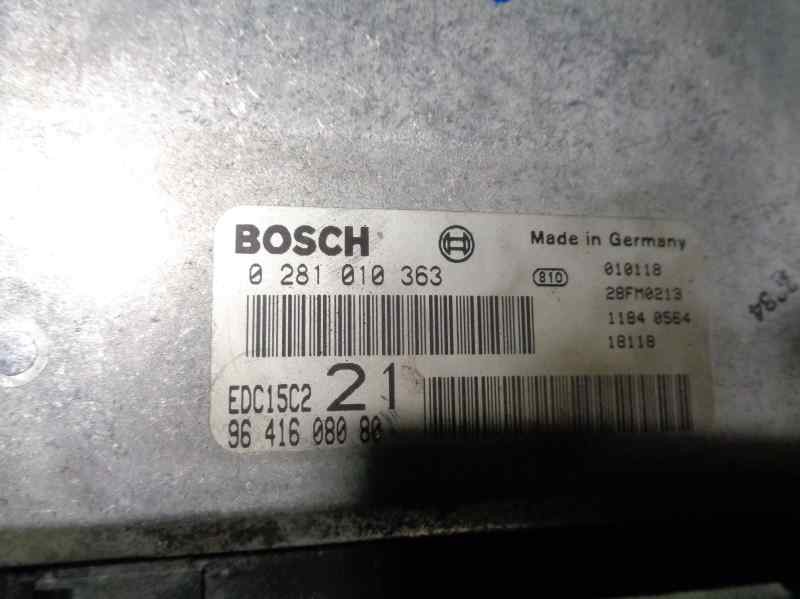 BOSCH
Made in Germany
0 281 010 363
810
010118
28FM0213
1184 0564
18118
EDC15C2 21
96 416 080 80